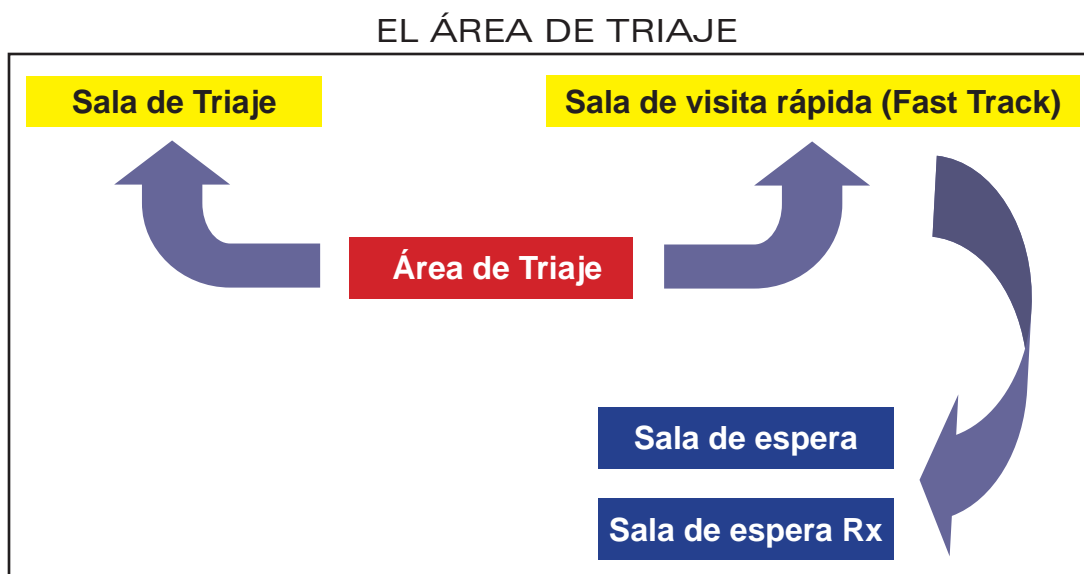 EL ÁREA DE TRIAJE
Sala de Triaje
Sala de visita rápida (Fast Track)
Área de Triaje
Sala de espera
Sala de espera Rx